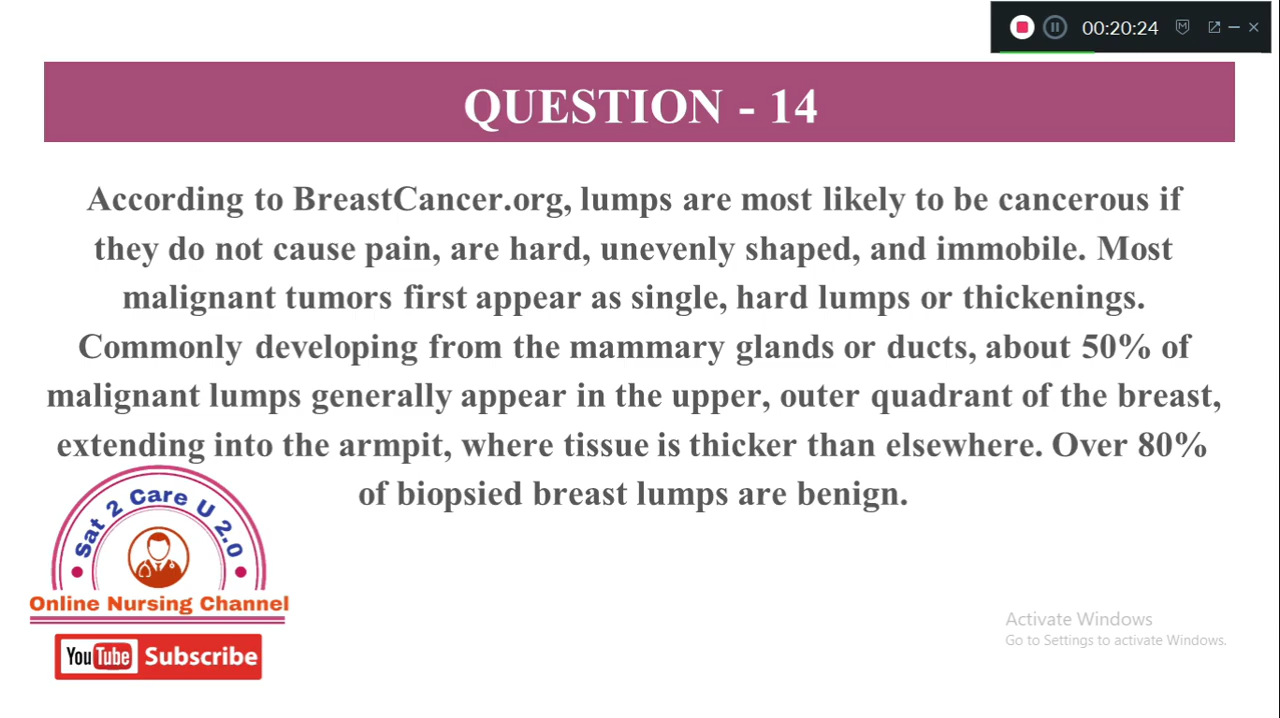 00:20:24
QUESTION - 14
According to BreastCancer.org, lumps are most likely to be cancerous if
they do not cause pain, are hard, unevenly shaped, and immobile. Most
malignant tumors first appear as single, hard lumps or thickenings.
Commonly developing from the mammary glands or ducts, about 50% of
malignant lumps generally appear in the upper, outer quadrant of the breast,
extending into the armpit, where tissue is thicker than elsewhere. Over 80%
of biopsied breast lumps are benign.
Sat 2 Care U 2.0
Online Nursing Channel
YouTube Subscribe
Activate Windows
Go to Settings to activate Windows.